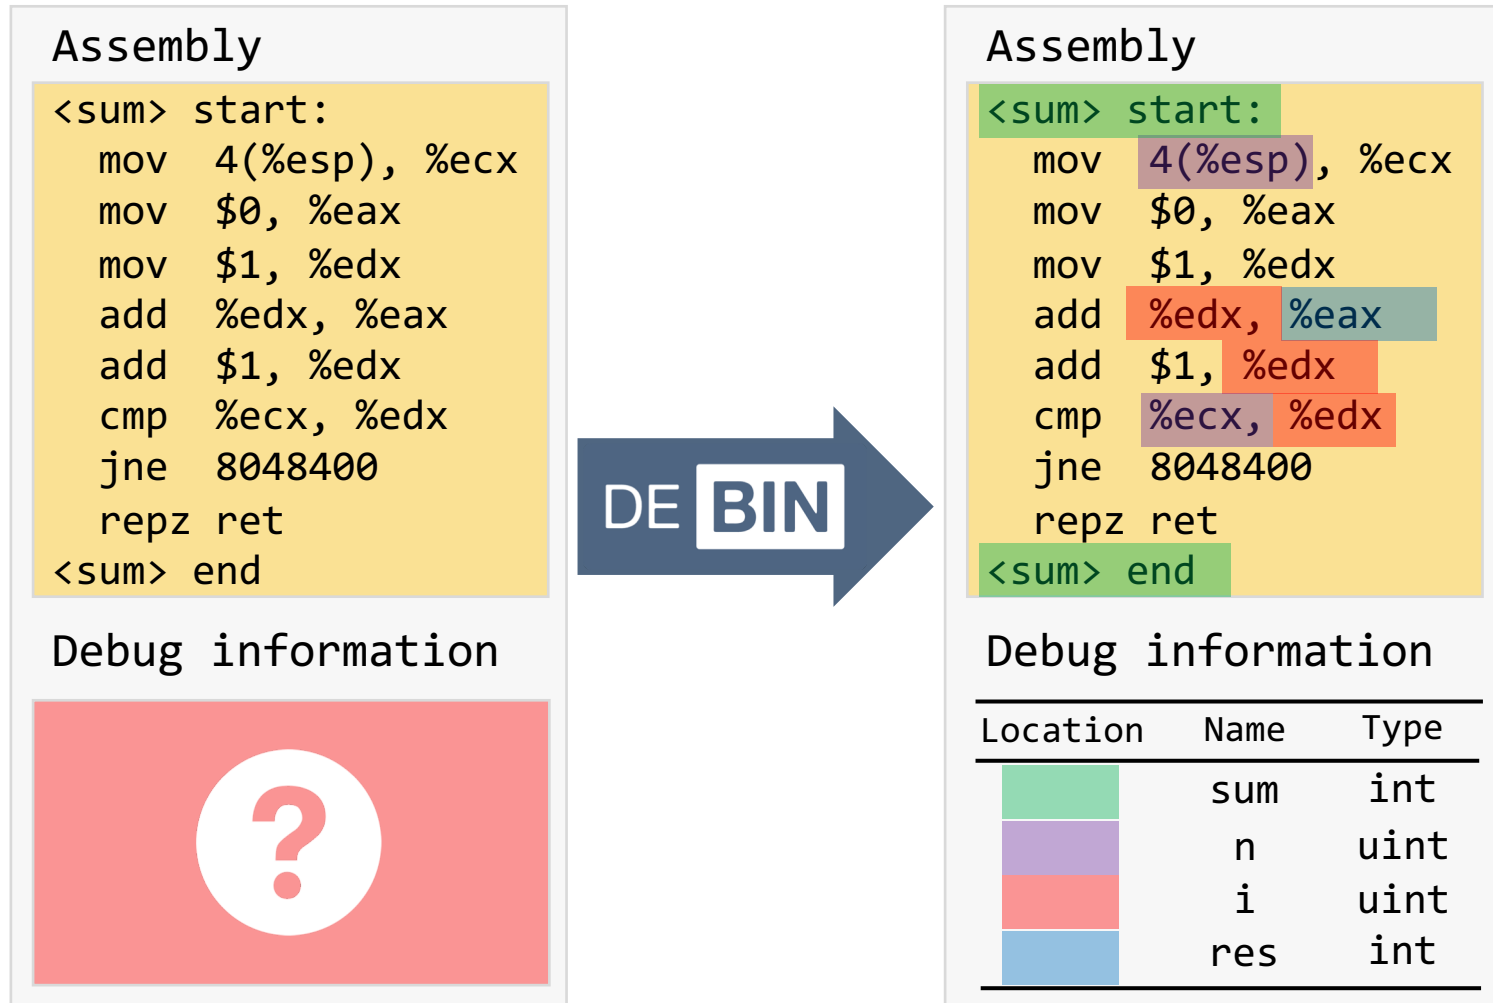 Assembly
<sum> start:
mov 4(%esp), %ecx
mov $0, %eax
mov $1, %edx
add %edx, %eax
add $1, %edx
cmp %ecx, %edx
jne 8048400
repz ret
<sum> end
Debug information
?
DE BIN
Assembly
<sum> start:
mov 4(%esp), %ecx
mov $0, %eax
mov $1, %edx
add %edx, %eax
add $1, %edx
cmp %ecx, %edx
jne 8048400
repz ret
<sum> end
Debug information
Location Name Type
sum int
n uint
i uint
res int